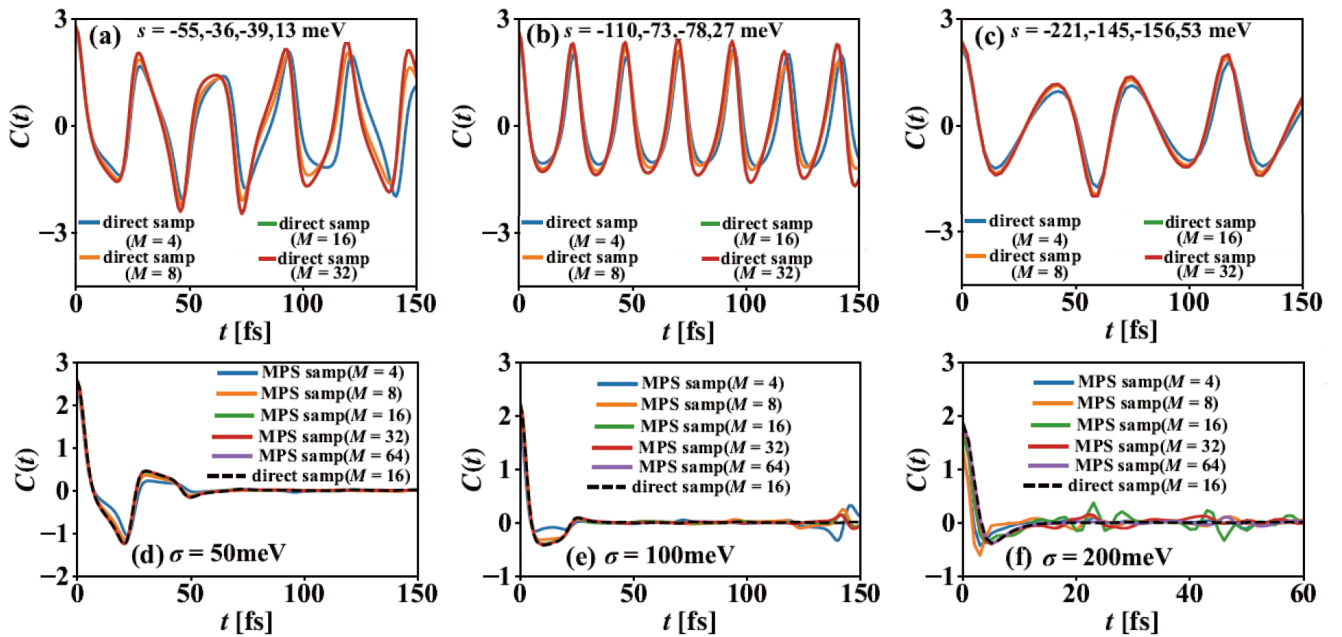 (a) s = -55,-36,-39,13 meV
3
0
−3
C(t)
direct samp (M = 4)
direct samp (M = 8)
direct samp (M = 16)
direct samp (M = 32)
0 50 100 150
t [fs]
(b) s = -110,-73,-78,27 meV
3
0
−3
C(t)
direct samp (M = 4)
direct samp (M = 8)
direct samp (M = 16)
direct samp (M = 32)
0 50 100 150
t [fs]
(c) s = -221,-145,-156,53 meV
3
0
−3
C(t)
direct samp (M = 4)
direct samp (M = 8)
direct samp (M = 16)
direct samp (M = 32)
0 50 100 150
t [fs]
3
2
1
0
−1
−2
C(t)
MPS samp(M = 4)
MPS samp(M = 8)
MPS samp(M = 16)
MPS samp(M = 32)
MPS samp(M = 64)
direct samp(M = 16)
(d) σ = 50meV
0 50 100 150
t [fs]
3
2
1
0
−1
C(t)
MPS samp(M = 4)
MPS samp(M = 8)
MPS samp(M = 16)
MPS samp(M = 32)
MPS samp(M = 64)
direct samp(M = 16)
(e) σ = 100meV
0 50 100 150
t [fs]
3
2
1
0
−1
C(t)
MPS samp(M = 4)
MPS samp(M = 8)
MPS samp(M = 16)
MPS samp(M = 32)
MPS samp(M = 64)
direct samp(M = 16)
(f) σ = 200meV
0 20 40 60
t [fs]